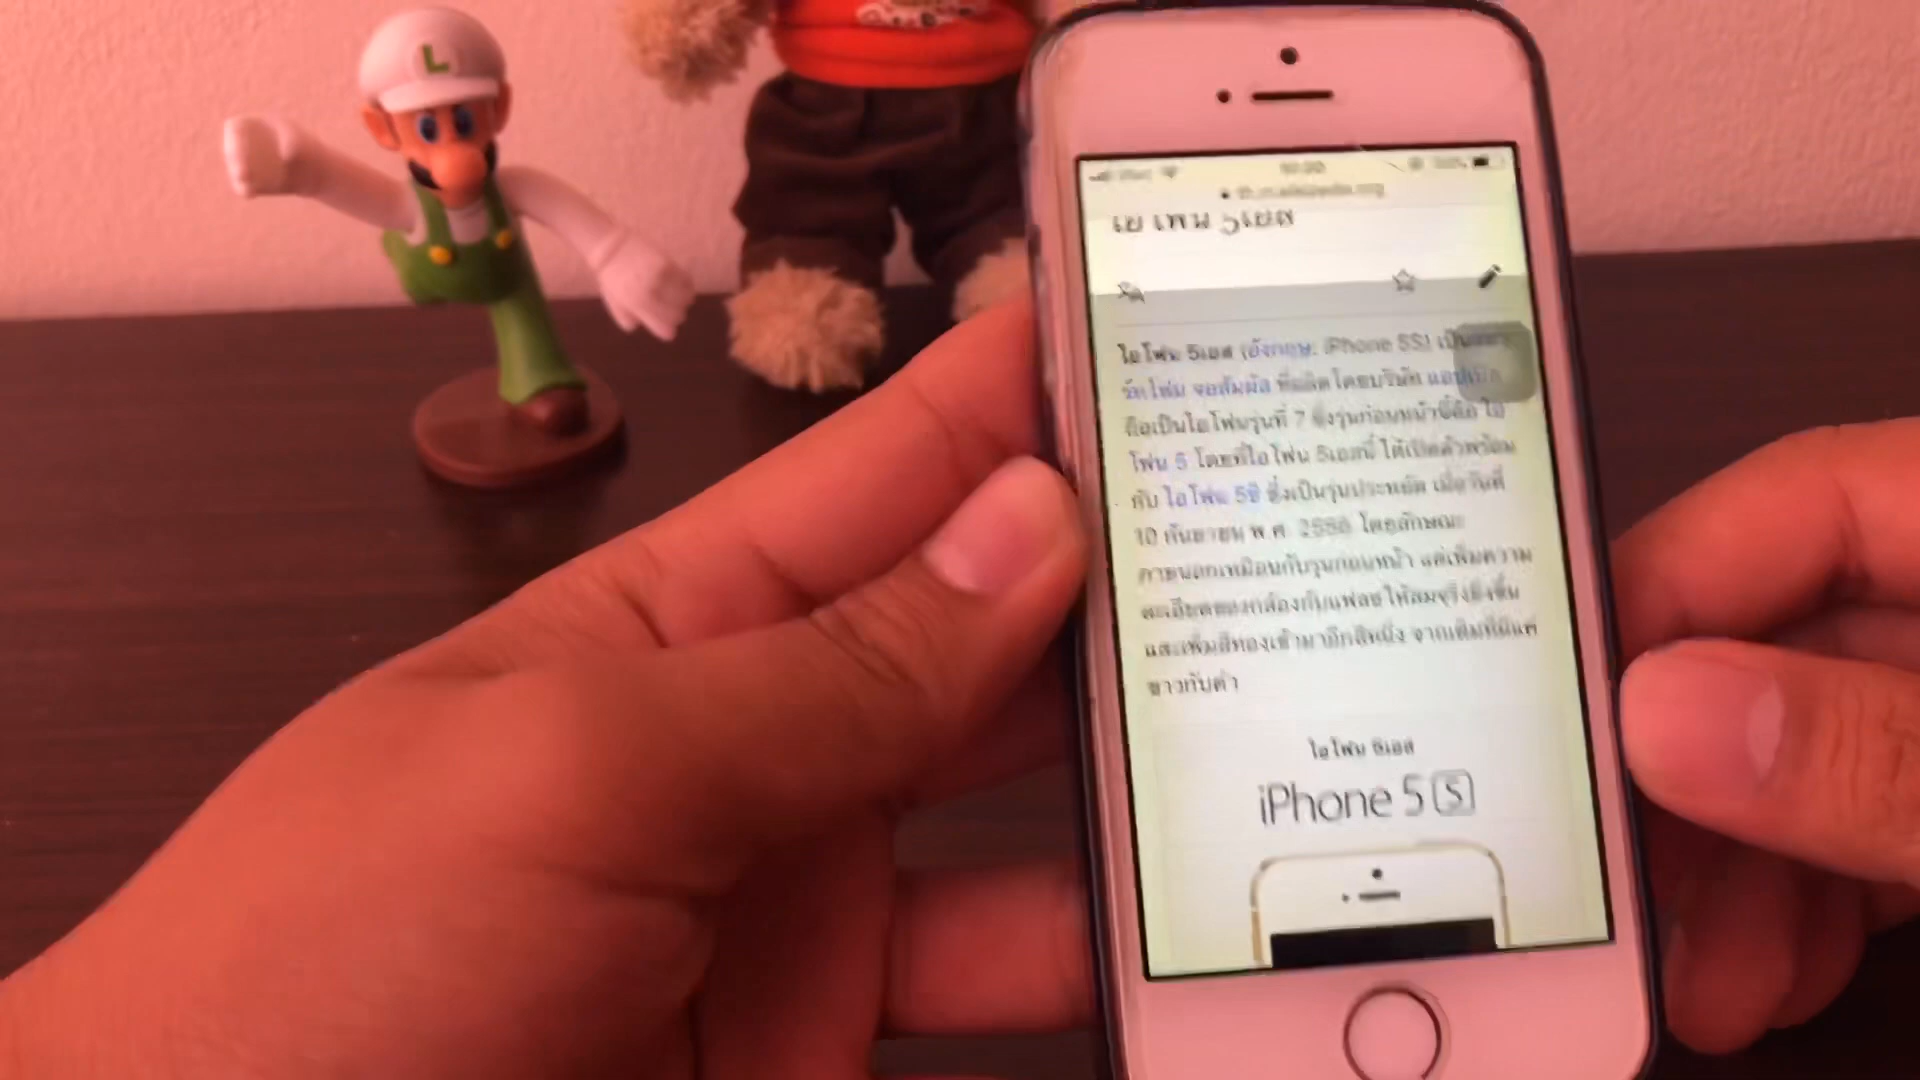 L
ไอโฟน 5เอส
ไอโฟน 5เอส (อังกฤษ: iPhone 5S) เป็น
โฟน จอสัมผัส ที่ผลิตโดยบริษัท
ถือเป็นไอโฟนรุ่นที่ 7 ซึ่งรุ่นก่อนหน้านี้คือ ไอ
โฟน 5 โดยที่ไอโฟน 5เอสนี้ ได้เปิดตัวพร้อม
กับ ไอโฟน 5ซี ซึ่งเป็นรุ่นประหยัด เมื่อวันที่
10 กันยายน พ.ศ. 2556 โดยลักษณะ
ภายนอกเหมือนกับรุ่นก่อนหน้า แต่เพิ่มความ
ละเอียดของกล้องกับแฟลชให้สมจริงยิ่งขึ้น
และเพิ่มสีทองเข้ามาอีกสีหนึ่ง จากเดิมที่มีแค่
ขาวกับดำ
ไอโฟน 5เอส
iPhone 5S